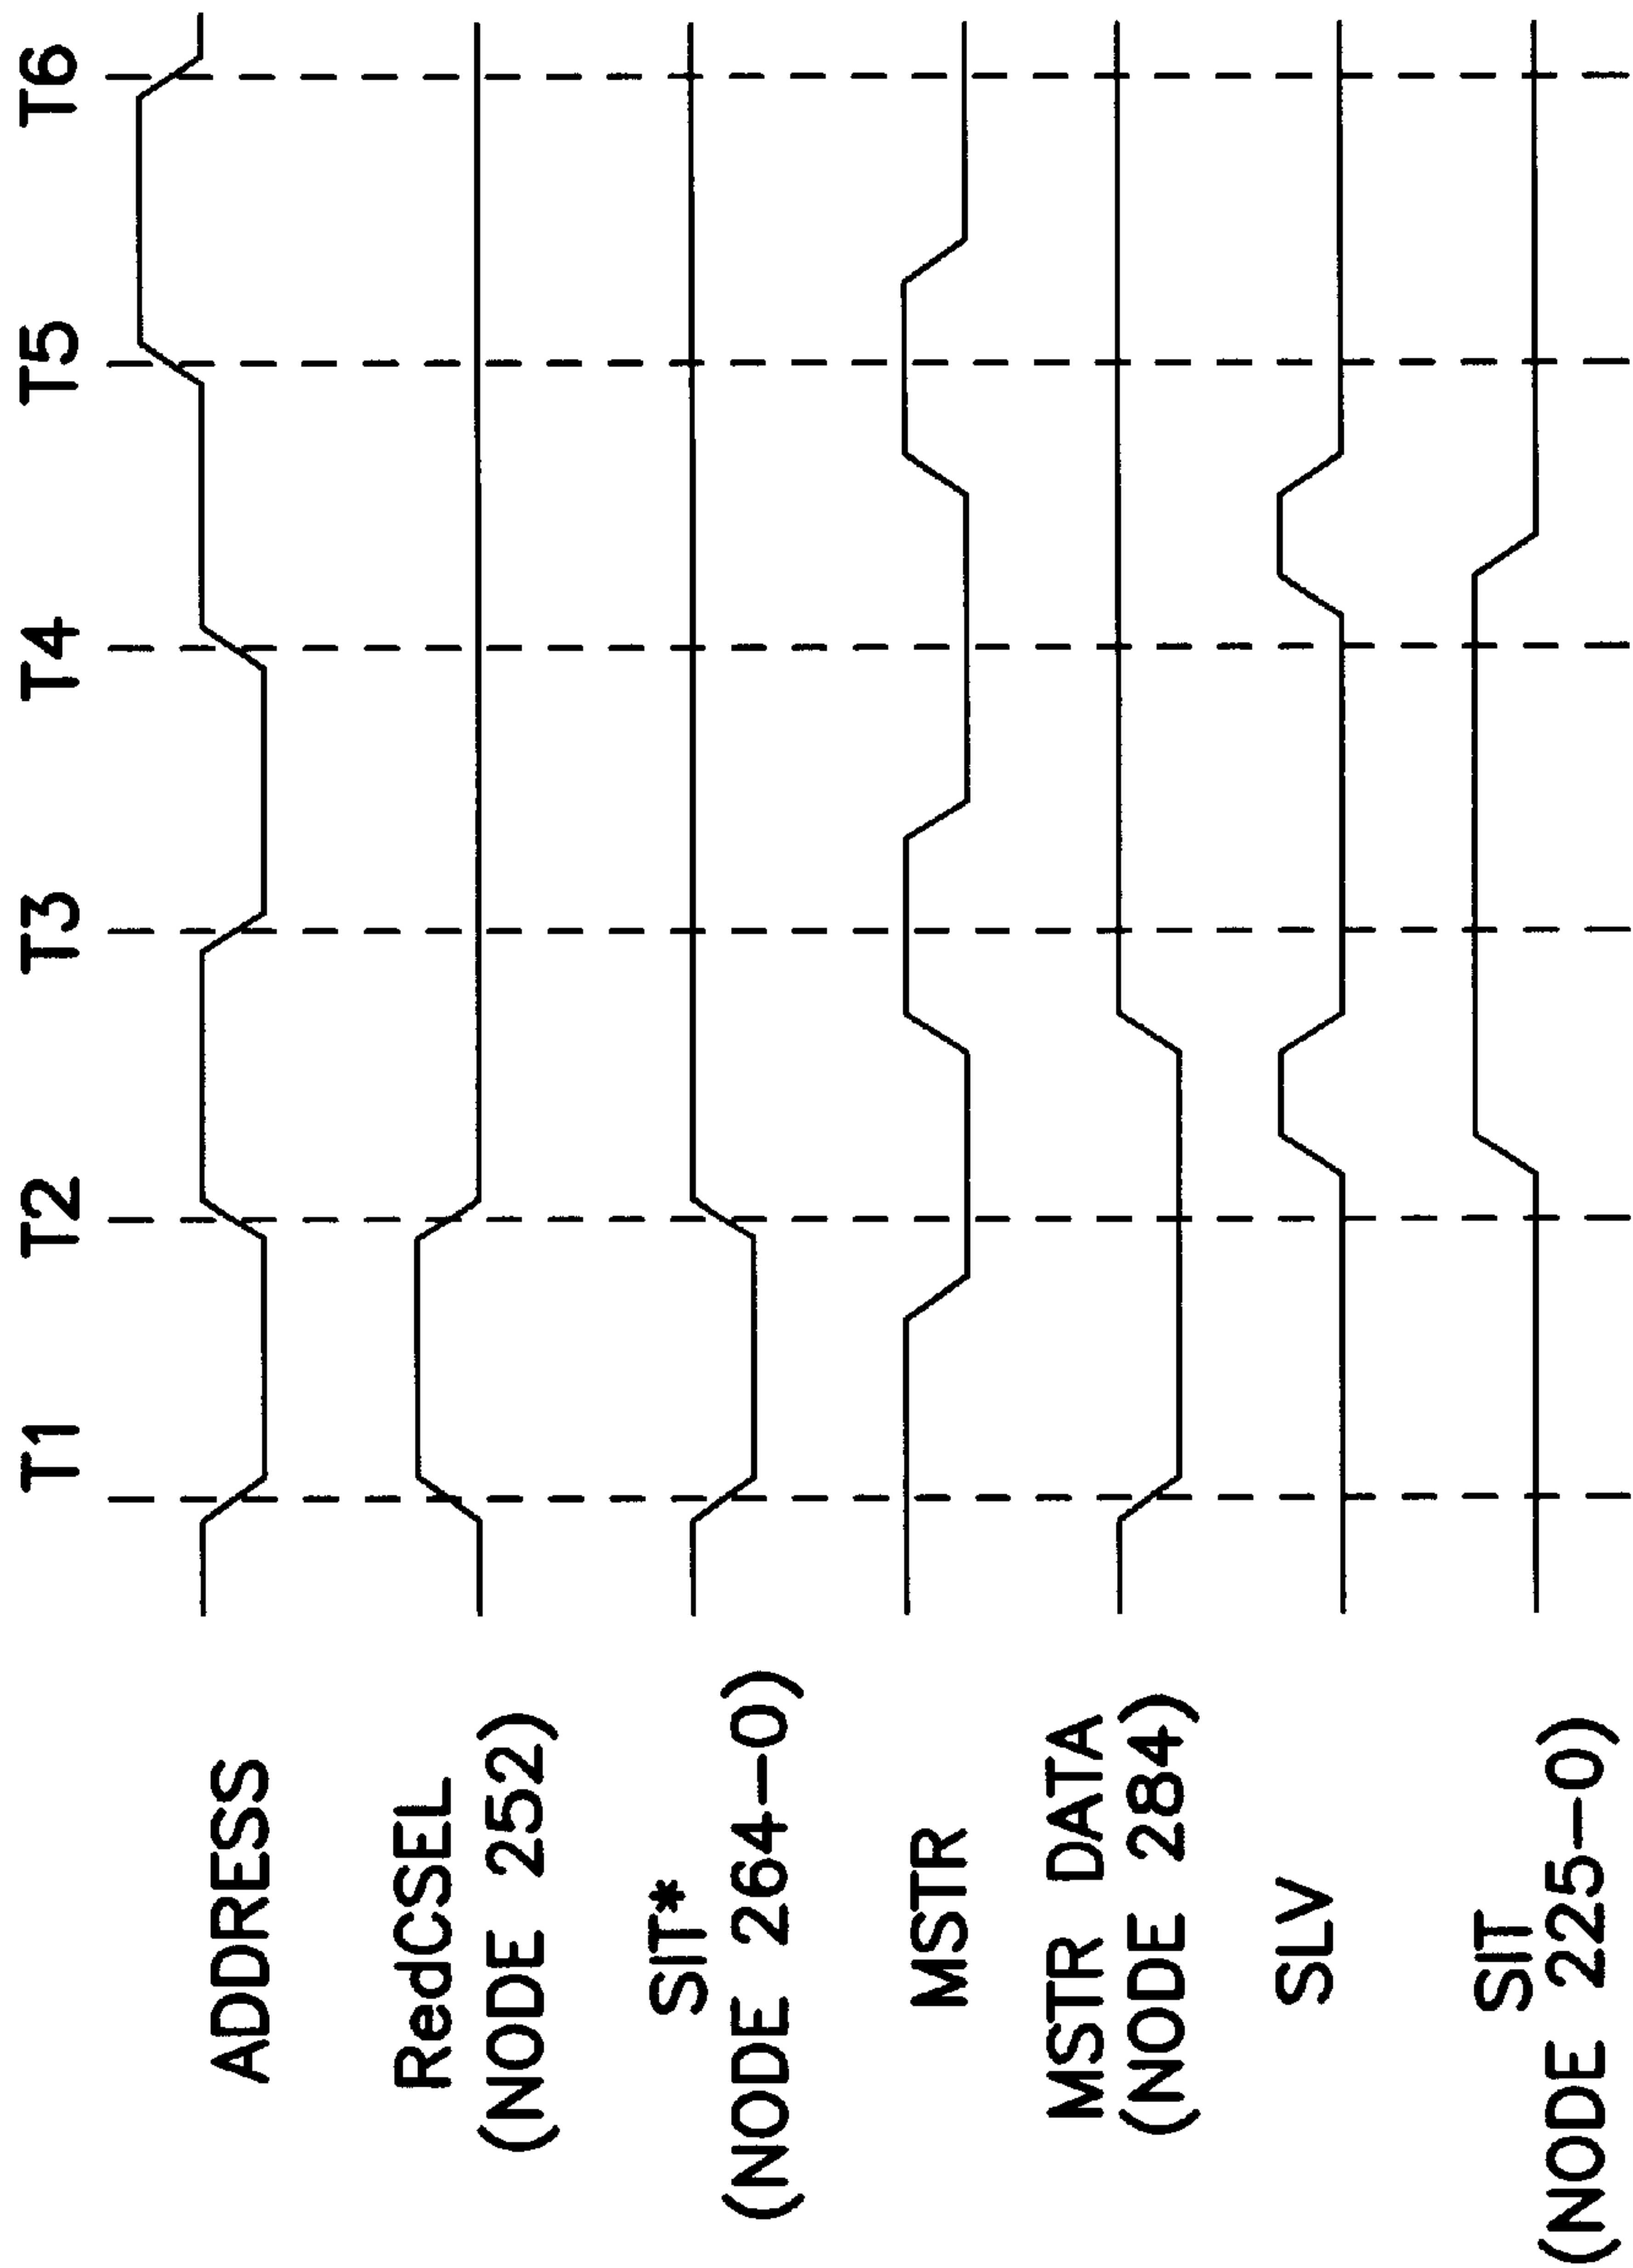 T1 T2 T3 T4 T5 T6
ADDRESS
RedCSEL
(NODE 252)
SIT*
(NODE 264-0)
MSTR
MSTR DATA
(NODE 284)
SLV
SIT
(NODE 225-0)